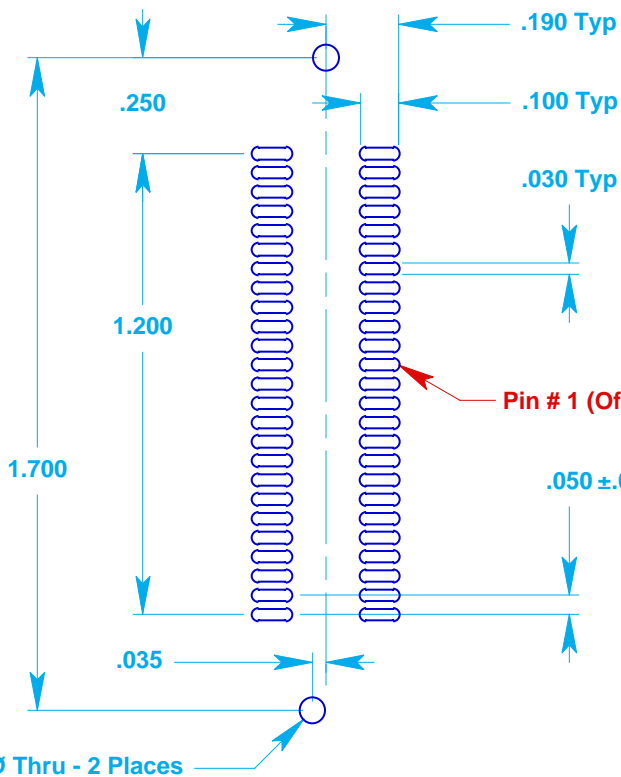 .190 Typ
.250
.100 Typ
.030 Typ
1.200
Pin # 1 (Of
1.700
.050 ±.
.035
Ø Thru - 2 Places